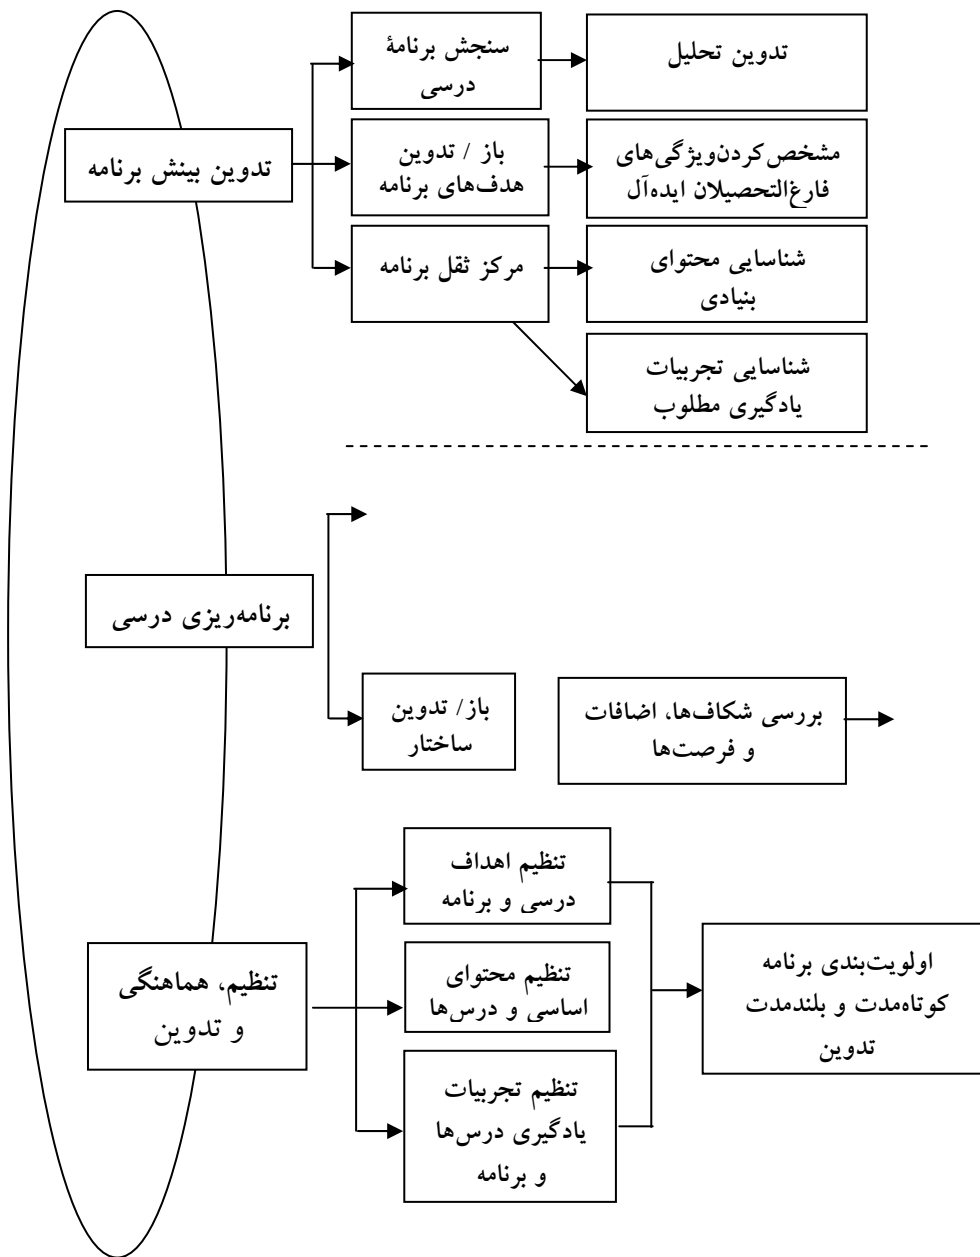 تدوین بینش برنامه
سنجش برنامۀ
درسی
تدوین تحلیل
باز / تدوین
هدف‌های برنامه
مشخص‌کردن‌ویژگی‌های
فارغ‌التحصیلان ایده‌آل
مرکز ثقل برنامه
شناسایی محتوای
بنیادی
شناسایی تجربیات
یادگیری مطلوب
برنامه‌ریزی درسی
باز/ تدوین
ساختار
بررسی شکاف‌ها، اضافات
و فرصت‌ها
تنظیم، هماهنگی
و تدوین
تنظیم اهداف
درسی و برنامه
تنظیم محتوای
اساسی و درس‌ها
تنظیم تجربیات
یادگیری درس‌ها
و برنامه
اولویت‌بندی برنامه
کوتاه‌مدت و بلندمدت
تدوین